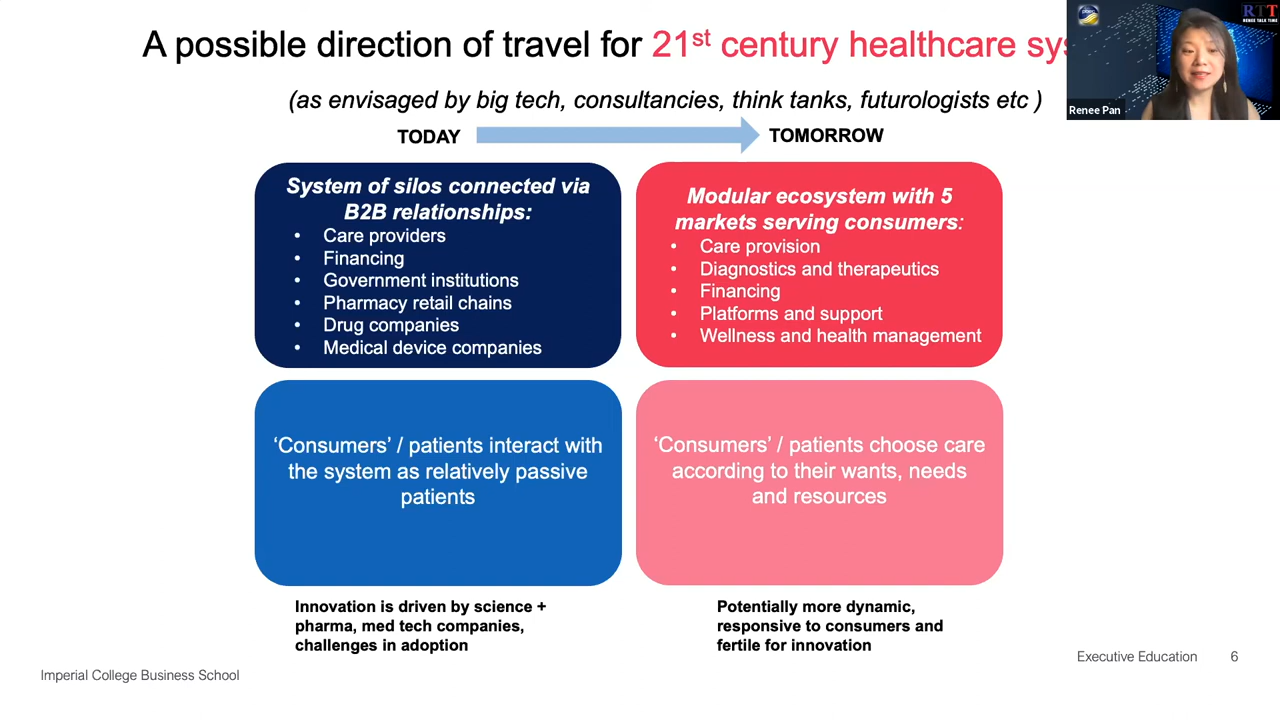 A possible direction of travel for 21st century healthcare sys
(as envisaged by big tech, consultancies, think tanks, futurologists etc )
TODAY
TOMORROW
System of silos connected via
B2B relationships:
• Care providers
• Financing
• Government institutions
• Pharmacy retail chains
• Drug companies
• Medical device companies
Modular ecosystem with 5
markets serving consumers:
• Care provision
• Diagnostics and therapeutics
• Financing
• Platforms and support
• Wellness and health management
‘Consumers’ / patients interact with
the system as relatively passive
patients
‘Consumers’ / patients choose care
according to their wants, needs
and resources
Innovation is driven by science +
pharma, med tech companies,
challenges in adoption
Potentially more dynamic,
responsive to consumers and
fertile for innovation
Imperial College Business School
Executive Education 6
RTT
RENEE TALK TIME
Renee Pan